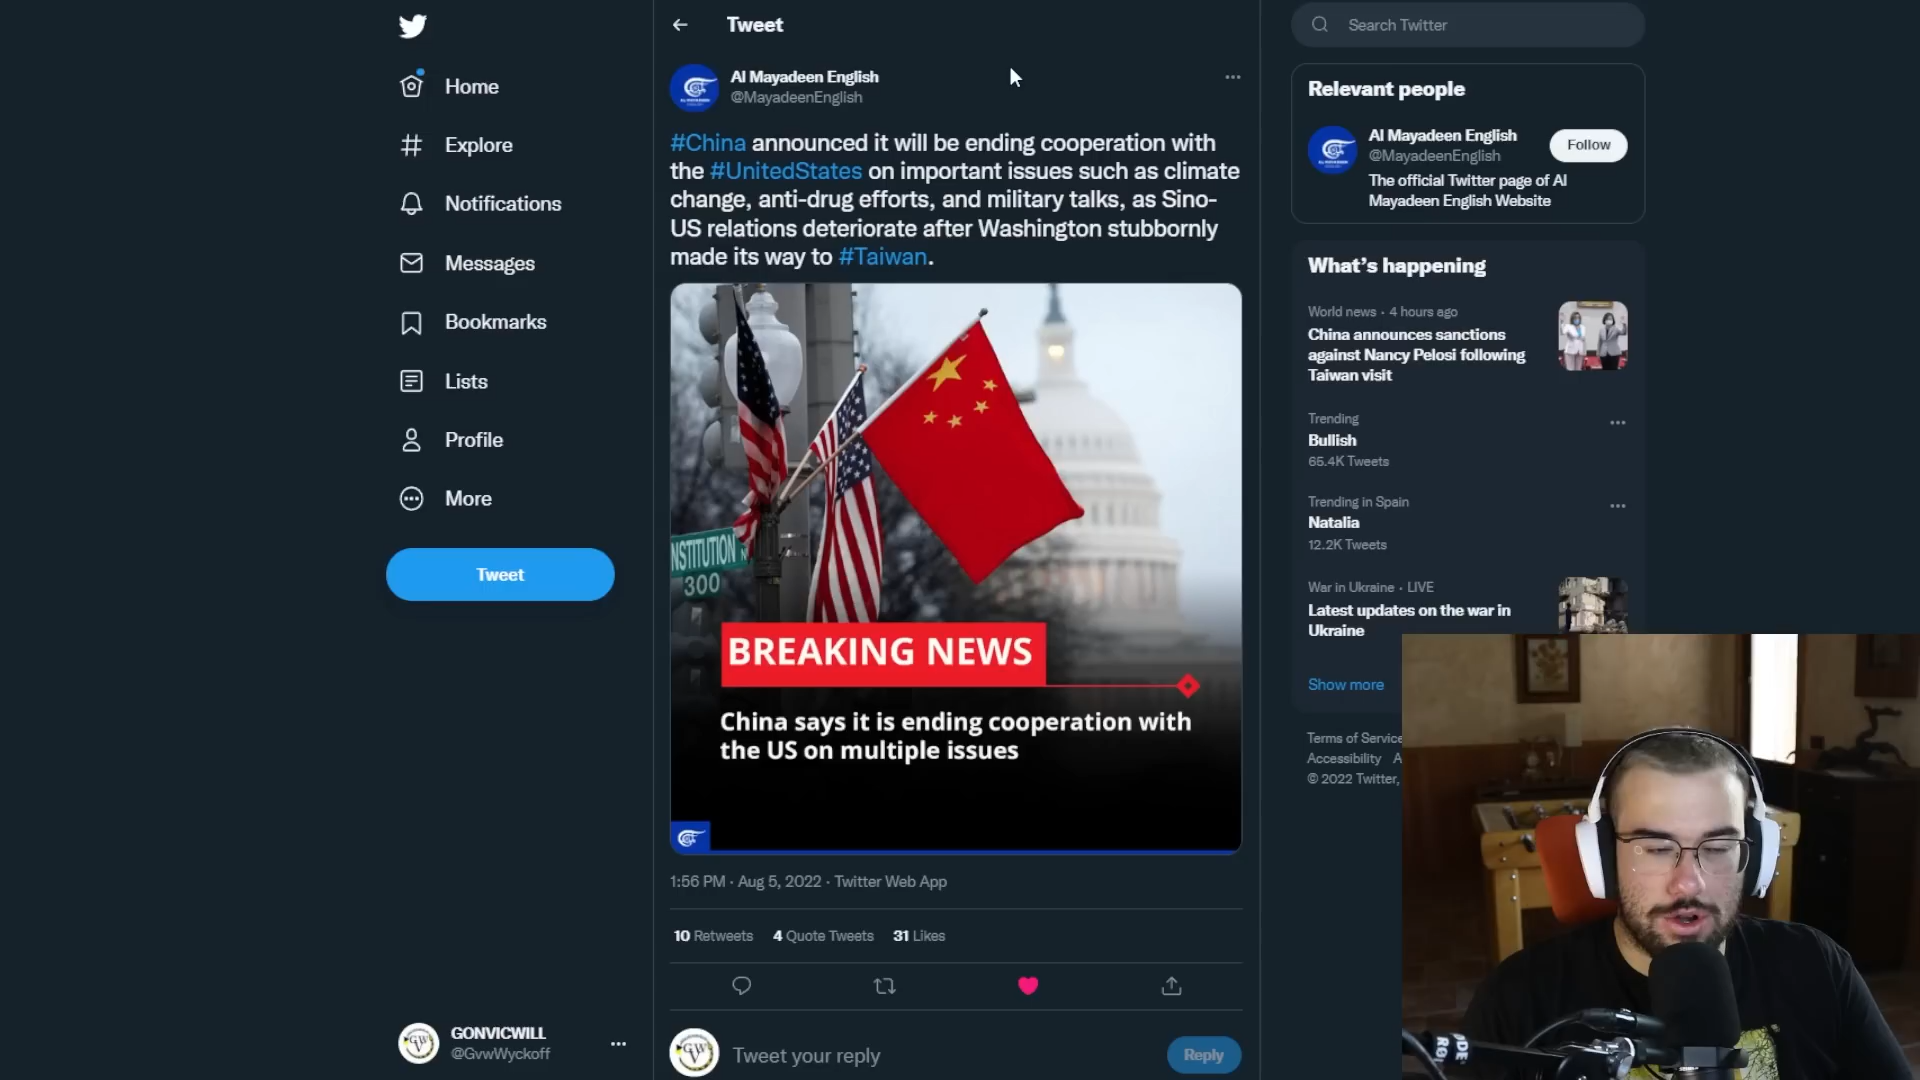 Home
Explore
Notifications
Messages
Bookmarks
Lists
Profile
More
Tweet
GONVICWILL
@GvwWyckoff
Tweet
Al Mayadeen English
@MayadeenEnglish
#China announced it will be ending cooperation with
the #UnitedStates on important issues such as climate
change, anti-drug efforts, and military talks, as Sino-
US relations deteriorate after Washington stubbornly
made its way to #Taiwan.
NSTITUTION
300
BREAKING NEWS
China says it is ending cooperation with
the US on multiple issues
1:56 PM · Aug 5, 2022 · Twitter Web App
10 Retweets 4 Quote Tweets 31 Likes
Tweet your reply
Reply
Search Twitter
Relevant people
Al Mayadeen English
@MayadeenEnglish
Follow
The official Twitter page of Al
Mayadeen English Website
What's happening
World news · 4 hours ago
China announces sanctions
against Nancy Pelosi following
Taiwan visit
Trending
Bullish
65.4K Tweets
Trending in Spain
Natalia
12.2K Tweets
War in Ukraine · LIVE
Latest updates on the war in
Ukraine
Show more
Terms of Service
Accessibility A
© 2022 Twitter,